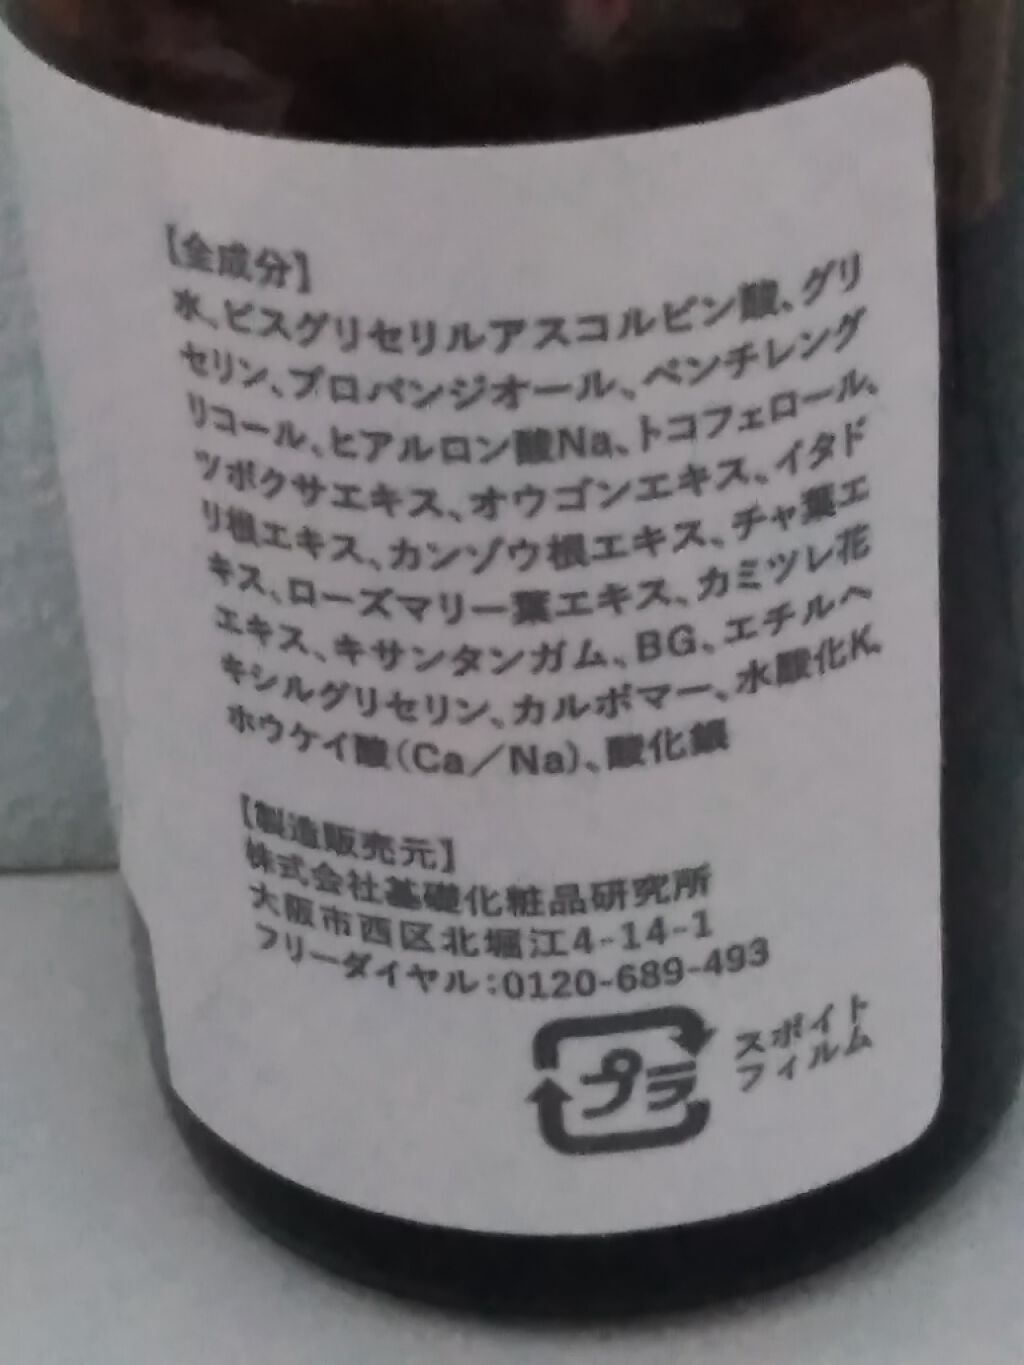 【全成分】
水、ビスグリセリルアスコルビン酸、グリ
セリン、プロパンジオール、ペンチレング
リコール、ヒアルロン酸Na、トコフェロール、
ツボクサエキス、オウゴンエキス、イタド
リ根エキス、カンゾウ根エキス、チャ葉エ
キス、ローズマリー葉エキス、カミツレ花
エキス、キサンタンガム、BG、エチルヘ
キシルグリセリン、カルボマー、水酸化K、
ホウケイ酸（Ca／Na）、酸化銀
【製造販売元】
株式会社基礎化粧品研究所
大阪市西区北堀江4-14-1
フリーダイヤル：0120-689-493
プラ
スポイト
フィルム